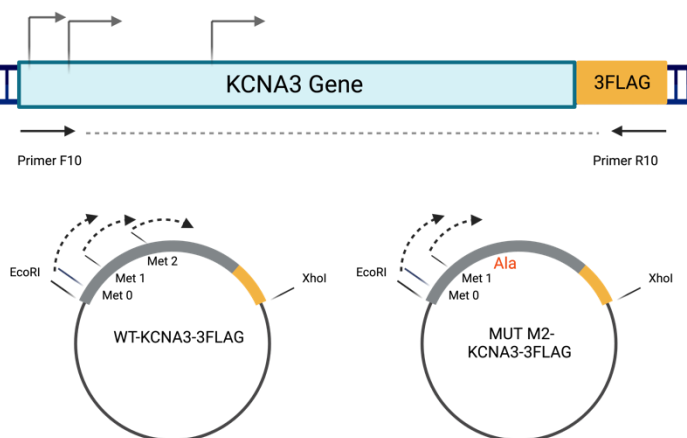 KCNA3 Gene
3FLAG
Primer F10
Primer R10
EcoRI
Met 2
Met 1
Met 0
XhoI
WT-KCNA3-3FLAG
EcoRI
Ala
Met 1
Met 0
XhoI
MUT M2-
KCNA3-3FLAG